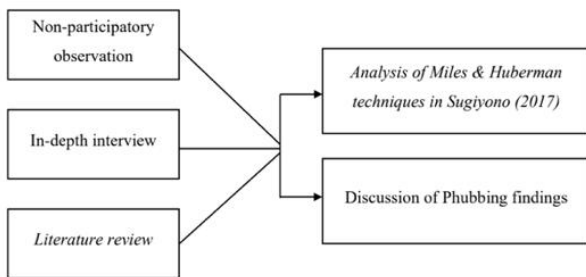 Non-participatory
observation
In-depth interview
Literature review
Analysis of Miles & Huberman
techniques in Sugiyono (2017)
Discussion of Phubbing findings